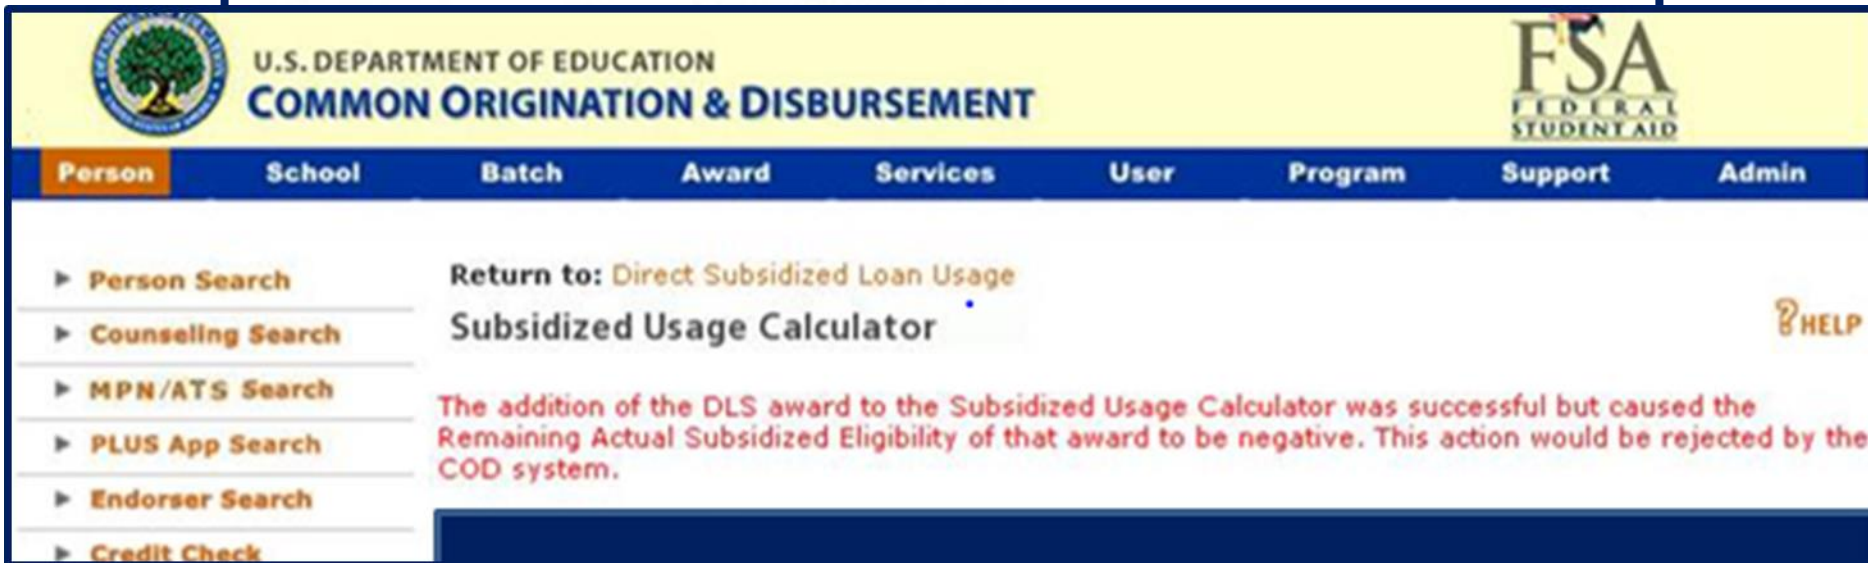 U.S. DEPARTMENT OF EDUCATION
COMMON ORIGINATION & DISBURSEMENT
FSA
FEDERAL
STUDENT AID
Person School Batch Award Services User Program Support Admin
Person Search
Counseling Search
MPN/ATS Search
PLUS App Search
Endorser Search
Credit Check
Return to: Direct Subsidized Loan Usage
Subsidized Usage Calculator
?HELP
The addition of the DLS award to the Subsidized Usage Calculator was successful but caused the
Remaining Actual Subsidized Eligibility of that award to be negative. This action would be rejected by the
COD system.